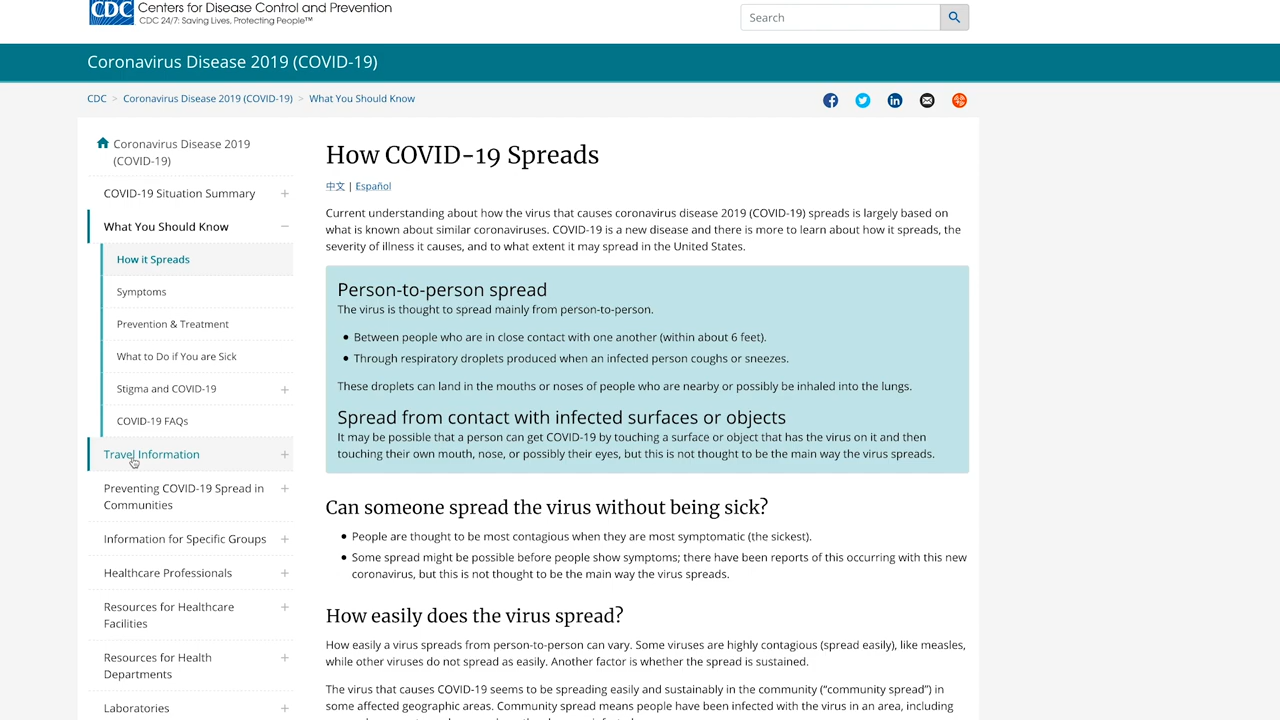 CDC Centers for Disease Control and Prevention
CDC 24/7: Saving Lives, Protecting People™
Search
Coronavirus Disease 2019 (COVID-19)
CDC > Coronavirus Disease 2019 (COVID-19) > What You Should Know
Coronavirus Disease 2019
(COVID-19)
COVID-19 Situation Summary
What You Should Know
How it Spreads
Symptoms
Prevention & Treatment
What to Do if You are Sick
Stigma and COVID-19
COVID-19 FAQs
Travel Information
Preventing COVID-19 Spread in
Communities
Information for Specific Groups
Healthcare Professionals
Resources for Healthcare
Facilities
Resources for Health
Departments
Laboratories
How COVID-19 Spreads
中文 | Español
Current understanding about how the virus that causes coronavirus disease 2019 (COVID-19) spreads is largely based on
what is known about similar coronaviruses. COVID-19 is a new disease and there is more to learn about how it spreads, the
severity of illness it causes, and to what extent it may spread in the United States.
Person-to-person spread
The virus is thought to spread mainly from person-to-person.
• Between people who are in close contact with one another (within about 6 feet).
• Through respiratory droplets produced when an infected person coughs or sneezes.
These droplets can land in the mouths or noses of people who are nearby or possibly be inhaled into the lungs.
Spread from contact with infected surfaces or objects
It may be possible that a person can get COVID-19 by touching a surface or object that has the virus on it and then
touching their own mouth, nose, or possibly their eyes, but this is not thought to be the main way the virus spreads.
Can someone spread the virus without being sick?
• People are thought to be most contagious when they are most symptomatic (the sickest).
• Some spread might be possible before people show symptoms; there have been reports of this occurring with this new
coronavirus, but this is not thought to be the main way the virus spreads.
How easily does the virus spread?
How easily a virus spreads from person-to-person can vary. Some viruses are highly contagious (spread easily), like measles,
while other viruses do not spread as easily. Another factor is whether the spread is sustained.
The virus that causes COVID-19 seems to be spreading easily and sustainably in the community (“community spread”) in
some affected geographic areas. Community spread means people have been infected with the virus in an area, including